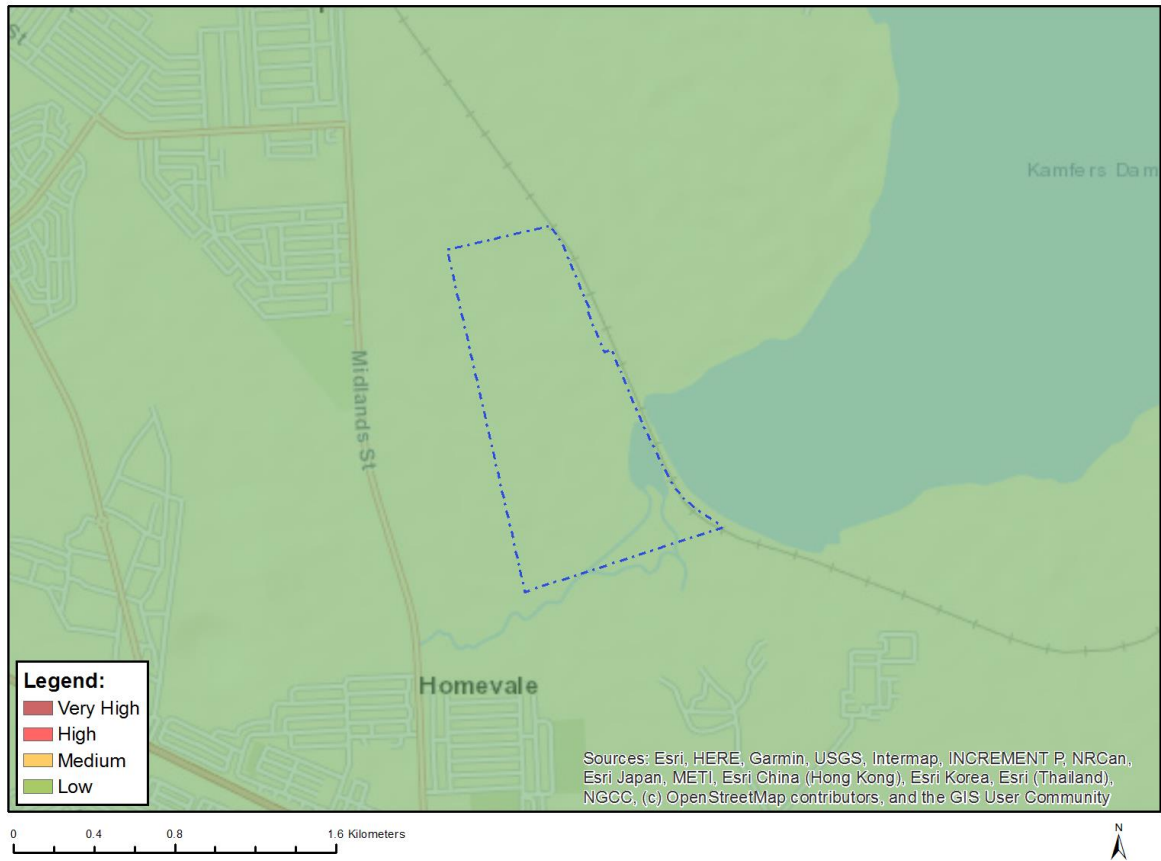 St
Kamfers Dam
Midlands St
Homevale
Legend:
Very High
High
Medium
Low
Sources: Esri, HERE, Garmin, USGS, Intermap, INCREMENT P, NRCan,
Esri Japan, METI, Esri China (Hong Kong), Esri Korea, Esri (Thailand),
NGCC, (c) OpenStreetMap contributors, and the GIS User Community
0 0.4 0.8 1.6 Kilometers
N